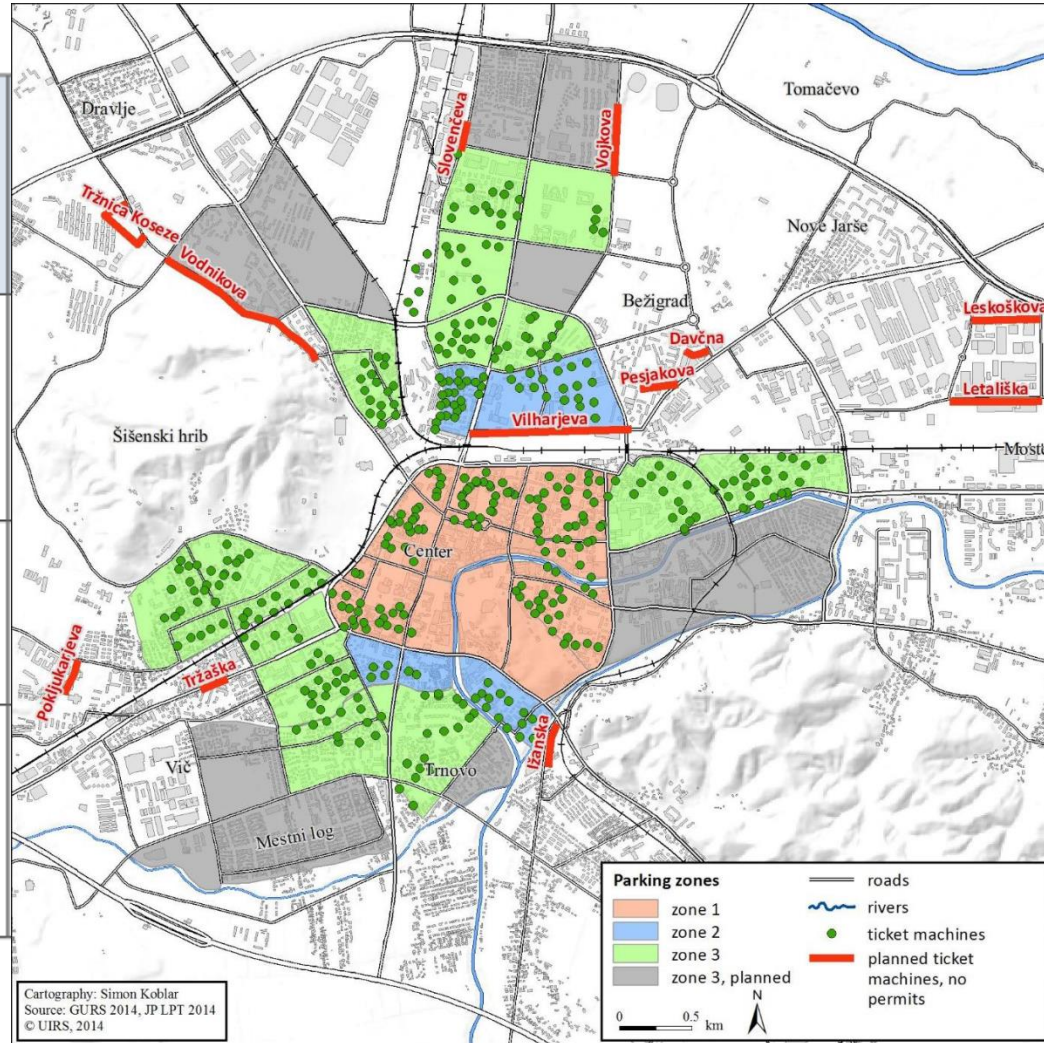 Dravlje
Tomačevo
Slovenčeva
Vojkova
Tržnica Koseze
Vodnikova
Nove Jarše
Bežigrad
Leskoškova
Davčna
Pesjakova
Letališka
Vilharjeva
Šišenski hrib
Moste
Center
Pokljukarjeva
Tržaška
Ižanska
Vič
Trnovo
Mestni log
Parking zones
zone 1
zone 2
zone 3
zone 3, planned
roads
rivers
ticket machines
planned ticket
machines, no
permits
N
0 0.5 km
Cartography: Simon Koblar
Source: GURS 2014, JP LPT 2014
© UIRS, 2014